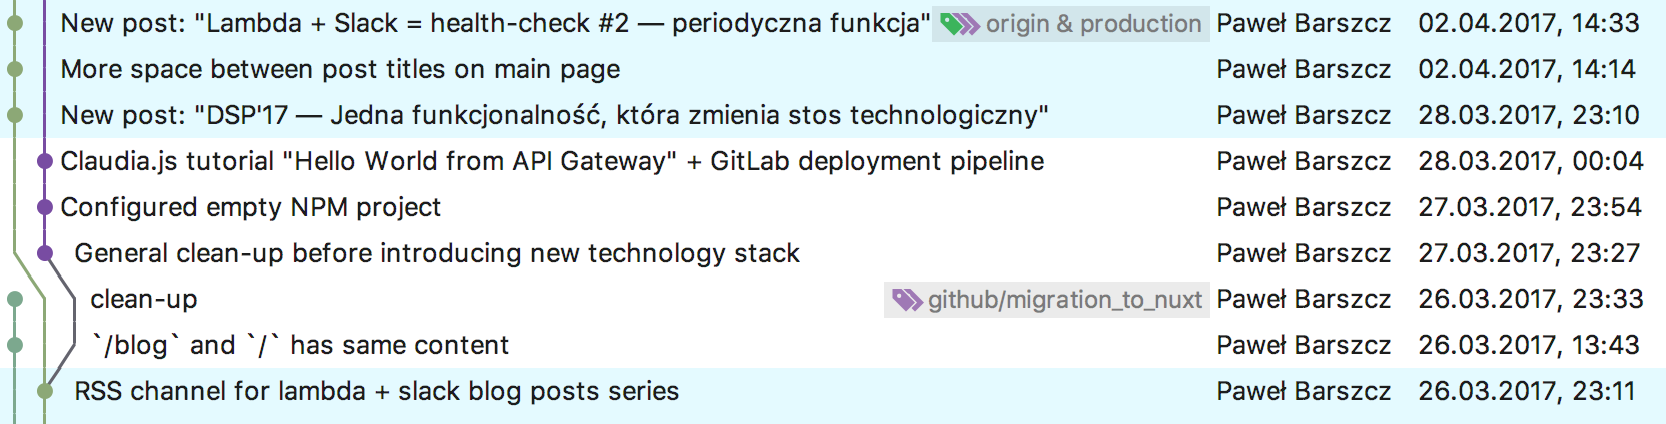 New post: "Lambda + Slack = health-check #2 — periodyczna funkcja" origin & production Paweł Barszcz 02.04.2017, 14:33
More space between post titles on main page Paweł Barszcz 02.04.2017, 14:14
New post: "DSP'17 — Jedna funkcjonalność, która zmienia stos technologiczny" Paweł Barszcz 28.03.2017, 23:10
Claudia.js tutorial "Hello World from API Gateway" + GitLab deployment pipeline Paweł Barszcz 28.03.2017, 00:04
Configured empty NPM project Paweł Barszcz 27.03.2017, 23:54
General clean-up before introducing new technology stack Paweł Barszcz 27.03.2017, 23:27
clean-up github/migration_to_nuxt Paweł Barszcz 26.03.2017, 23:33
`/blog` and `/` has same content Paweł Barszcz 26.03.2017, 13:43
RSS channel for lambda + slack blog posts series Paweł Barszcz 26.03.2017, 23:11